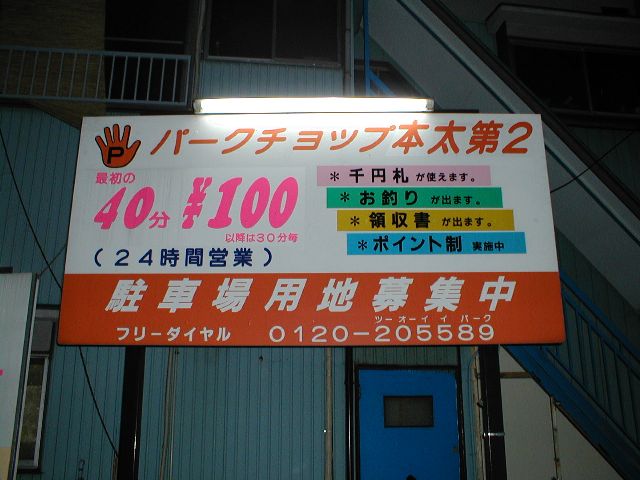 P パークチョップ本太第2
最初の
40分 ¥100
以降は30分毎
(24時間営業)
＊ 千円札 が使えます。
＊ お釣り が出ます。
＊ 領収書 が出ます。
＊ ポイント制 実施中
駐車場用地募集中
ツーオーイイ パーク
フリーダイヤル 0120-205589